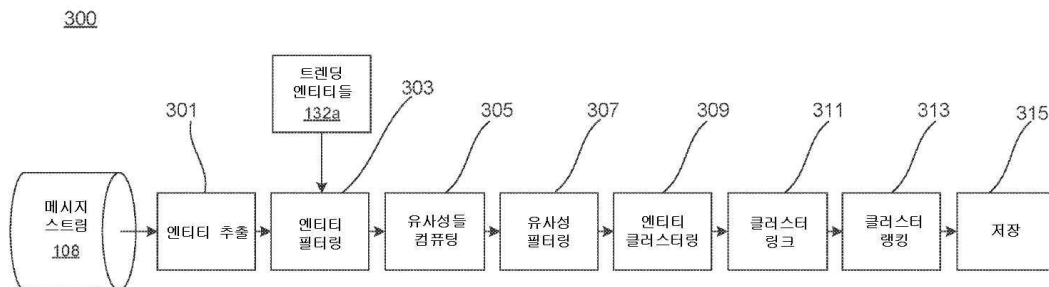 300
트렌딩
엔티티들
132a
301
303
305
307
309
311
313
315
메시지
스트림
108
엔티티 추출
엔티티
필터링
유사성들
컴퓨팅
유사성
필터링
엔티티
클러스터링
클러스터
링크
클러스터
랭킹
저장